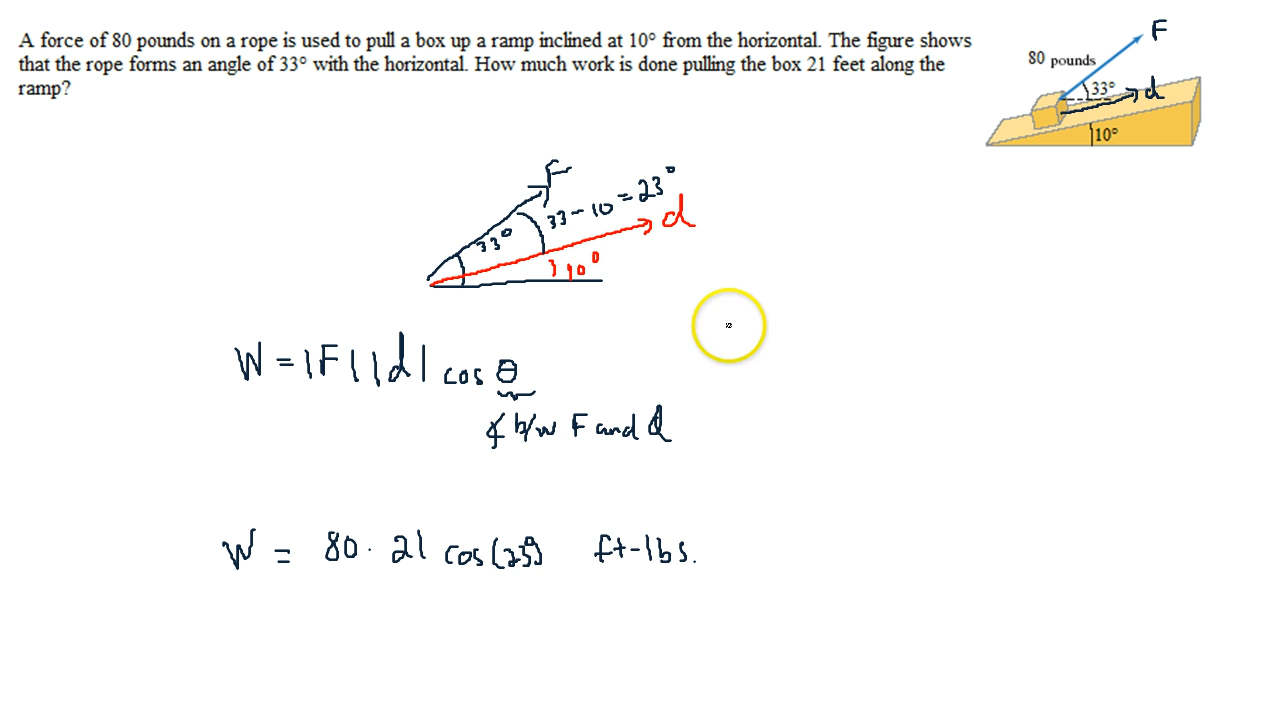 A force of 80 pounds on a rope is used to pull a box up a ramp inclined at 10° from the horizontal. The figure shows
that the rope forms an angle of 33° with the horizontal. How much work is done pulling the box 21 feet along the
ramp?
F
80 pounds
33°
d
10°
F
33-10=23°
d
33°
10°
W = |F||d| cos θ
∡ b/w F and d
W = 80 · 21 cos(23°) ft-lbs.